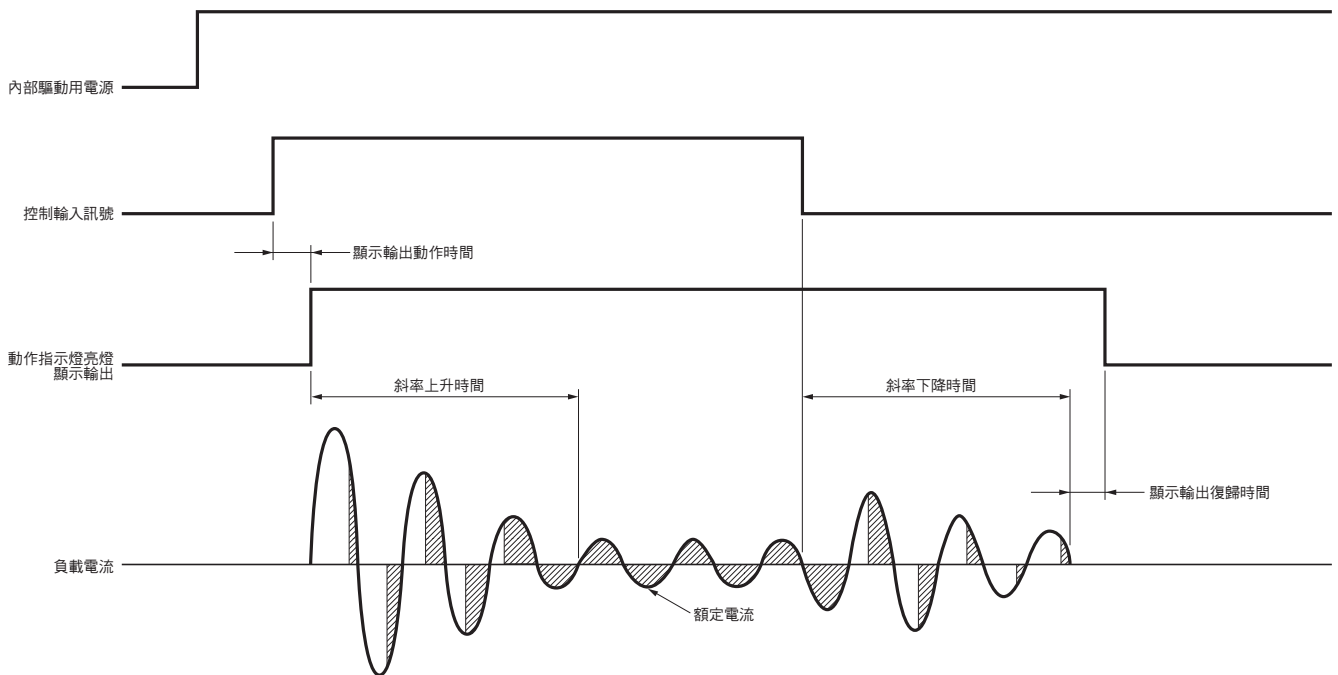 內部驅動用電源
控制輸入訊號
顯示輸出動作時間
動作指示燈亮燈
顯示輸出
斜率上升時間
斜率下降時間
顯示輸出復歸時間
負載電流
額定電流